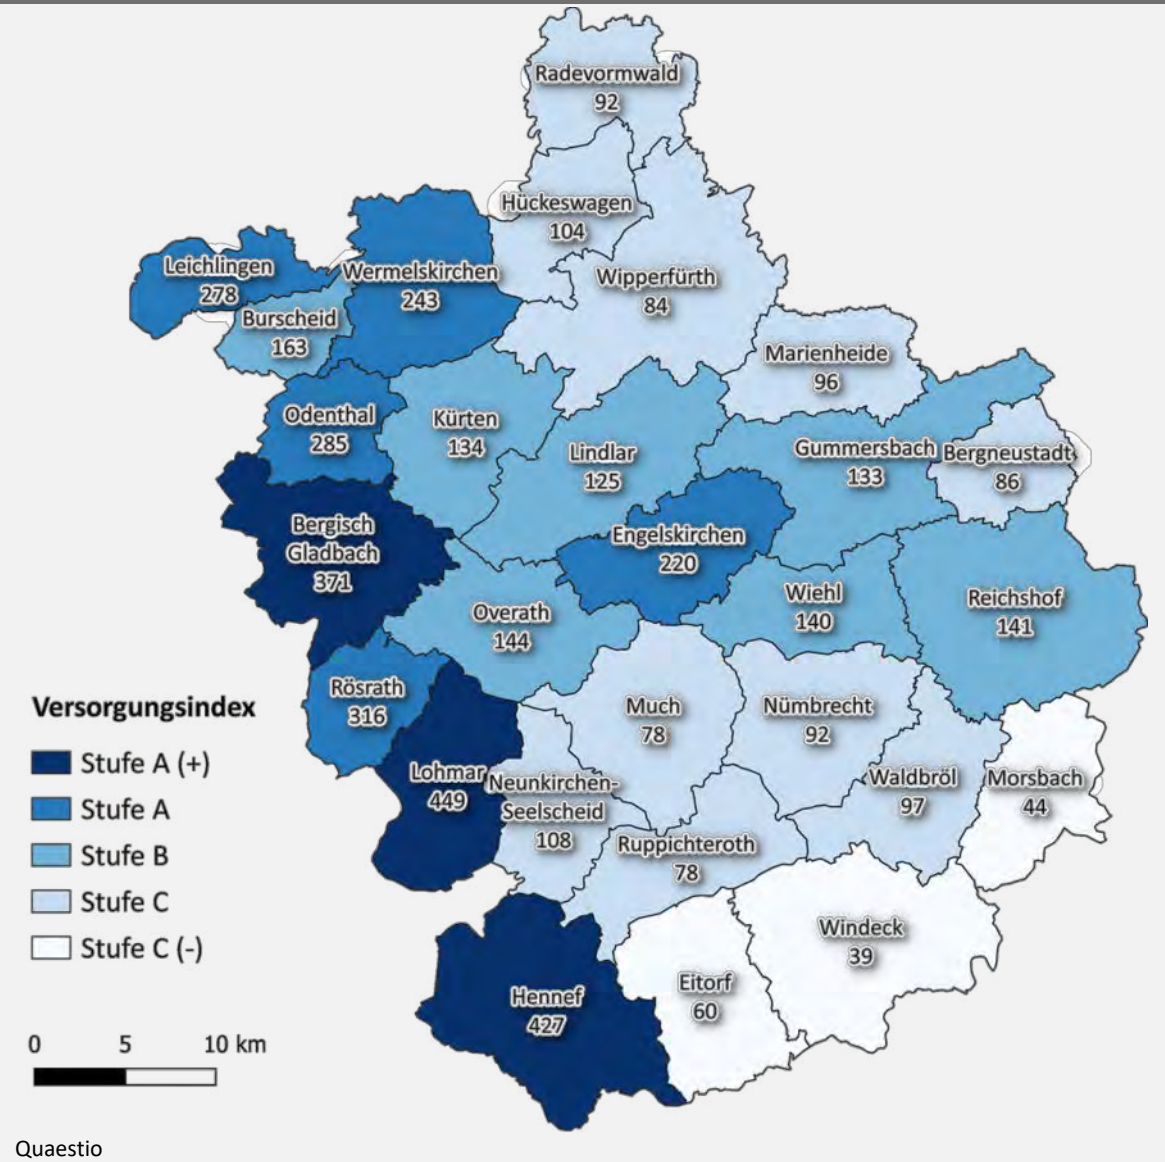 Radevormwald
92
Hückeswagen
104
Leichlingen
278
Wermelskirchen
243
Wipperfürth
84
Burscheid
163
Marienheide
96
Odenthal
285
Kürten
134
Lindlar
125
Gummersbach
133
Bergneustadt
86
Bergisch
Gladbach
371
Engelskirchen
220
Overath
144
Wiehl
140
Reichshof
141
Rösrath
316
Much
78
Nümbrecht
92
Lohmar
449
Neunkirchen-
Seelscheid
108
Waldbröl
97
Morsbach
44
Ruppichteroth
78
Windeck
39
Eitorf
60
Hennef
427
Versorgungsindex
Stufe A (+)
Stufe A
Stufe B
Stufe C
Stufe C (-)
0 5 10 km
Quaestio